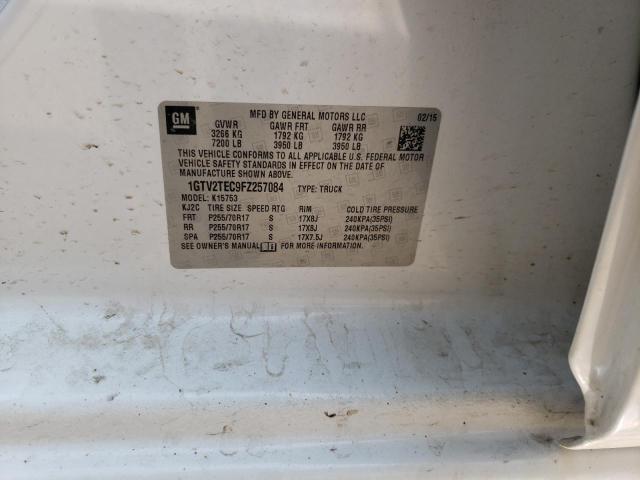 GM
MFD BY GENERAL MOTORS LLC 02/15
GVWR GAWR FRT GAWR RR
3266 KG 1792 KG 1792 KG
7200 LB 3950 LB 3950 LB
THIS VEHICLE CONFORMS TO ALL APPLICABLE U.S. FEDERAL MOTOR
VEHICLE SAFETY STANDARDS IN EFFECT ON THE DATE OF
MANUFACTURE SHOWN ABOVE.
1GTV2TEC9FZ257084 TYPE: TRUCK
MODEL: K15753
KJ2C TIRE SIZE SPEED RTG RIM COLD TIRE PRESSURE
FRT P255/70R17 S 17X8J 240KPA(35PSI)
RR P255/70R17 S 17X8J 240KPA(35PSI)
SPA P255/70R17 S 17X7.5J 240KPA(35PSI)
SEE OWNER'S MANUAL FOR MORE INFORMATION.